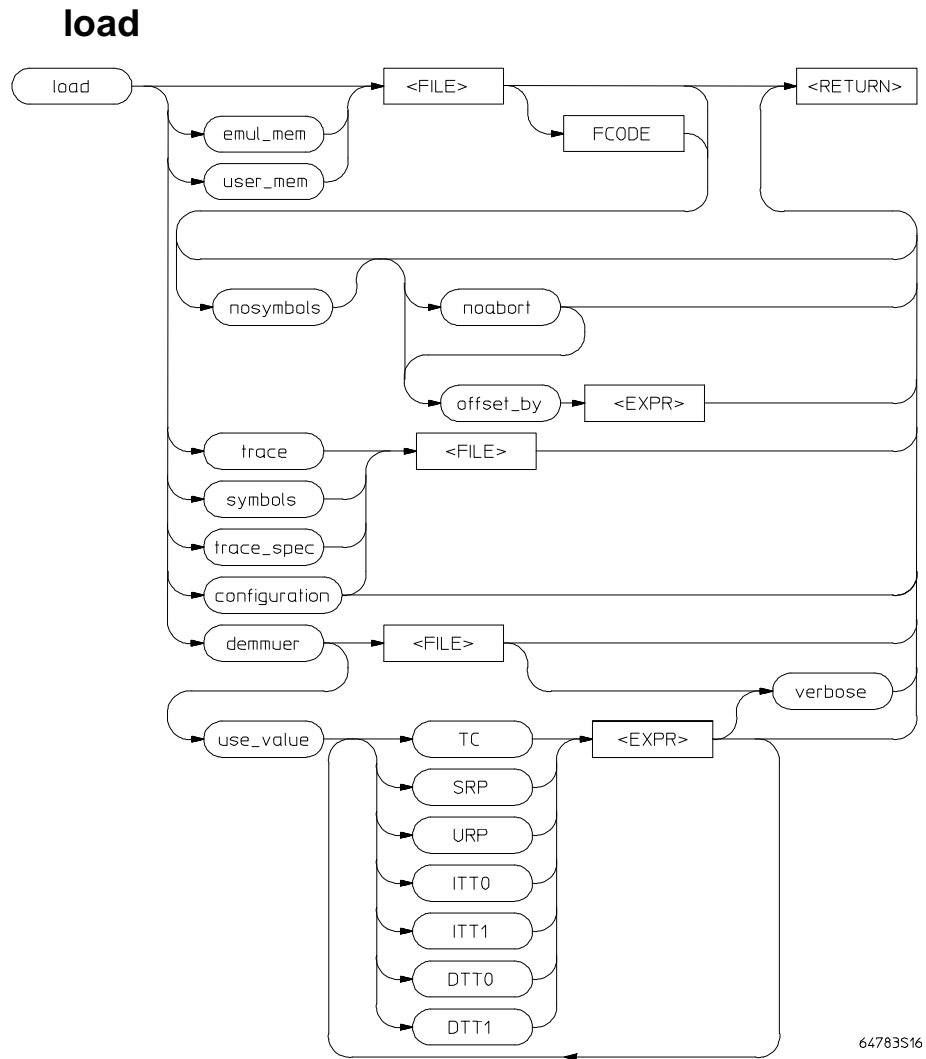 load
load
<FILE>
<RETURN>
emul_mem
FCODE
user_mem
nosymbols
noabort
offset_by
<EXPR>
trace
<FILE>
symbols
trace_spec
configuration
demmuer
<FILE>
verbose
use_value
TC
<EXPR>
SRP
URP
ITT0
ITT1
DTT0
DTT1
64783S16